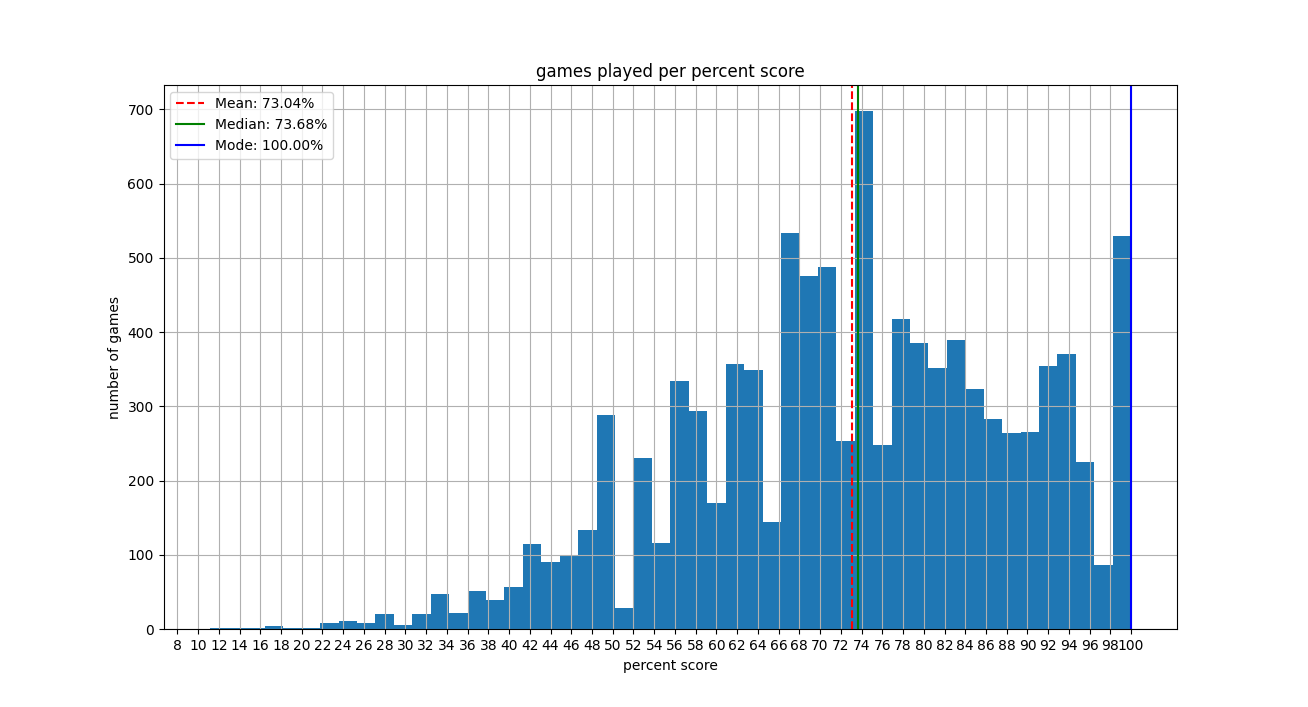 games played per percent score
Mean: 73.04%
Median: 73.68%
Mode: 100.00%
700
600
500
400
300
200
100
0
number of games
8 10 12 14 16 18 20 22 24 26 28 30 32 34 36 38 40 42 44 46 48 50 52 54 56 58 60 62 64 66 68 70 72 74 76 78 80 82 84 86 88 90 92 94 96 98 100
percent score